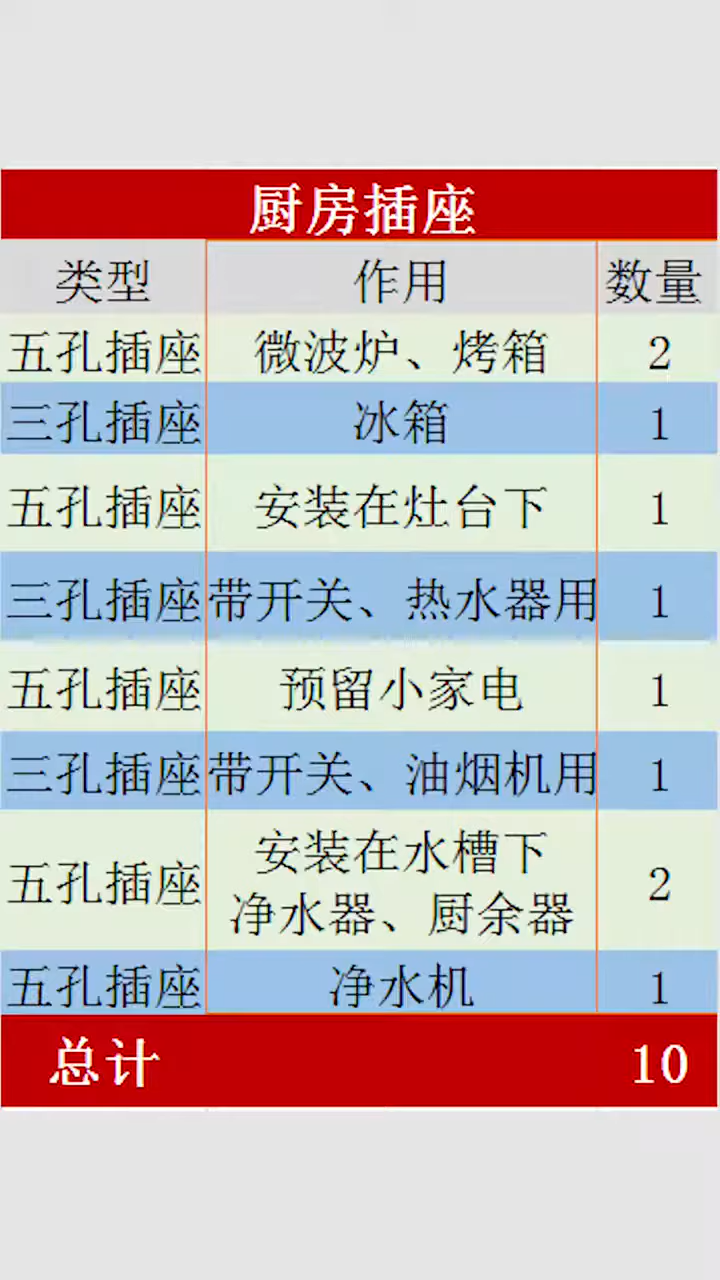 厨房插座
类型 作用 数量
五孔插座 微波炉、烤箱 2
三孔插座 冰箱 1
五孔插座 安装在灶台下 1
三孔插座 带开关、热水器用 1
五孔插座 预留小家电 1
三孔插座 带开关、油烟机用 1
五孔插座 安装在水槽下 2
净水器、厨余器
五孔插座 净水机 1
总计 10